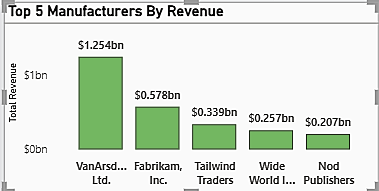 Top 5 Manufacturers By Revenue
Total Revenue
$1bn
$0bn
$1.254bn
$0.578bn
$0.339bn
$0.257bn
$0.207bn
VanArsd... Ltd.
Fabrikam, Inc.
Tailwind Traders
Wide World I...
Nod Publishers